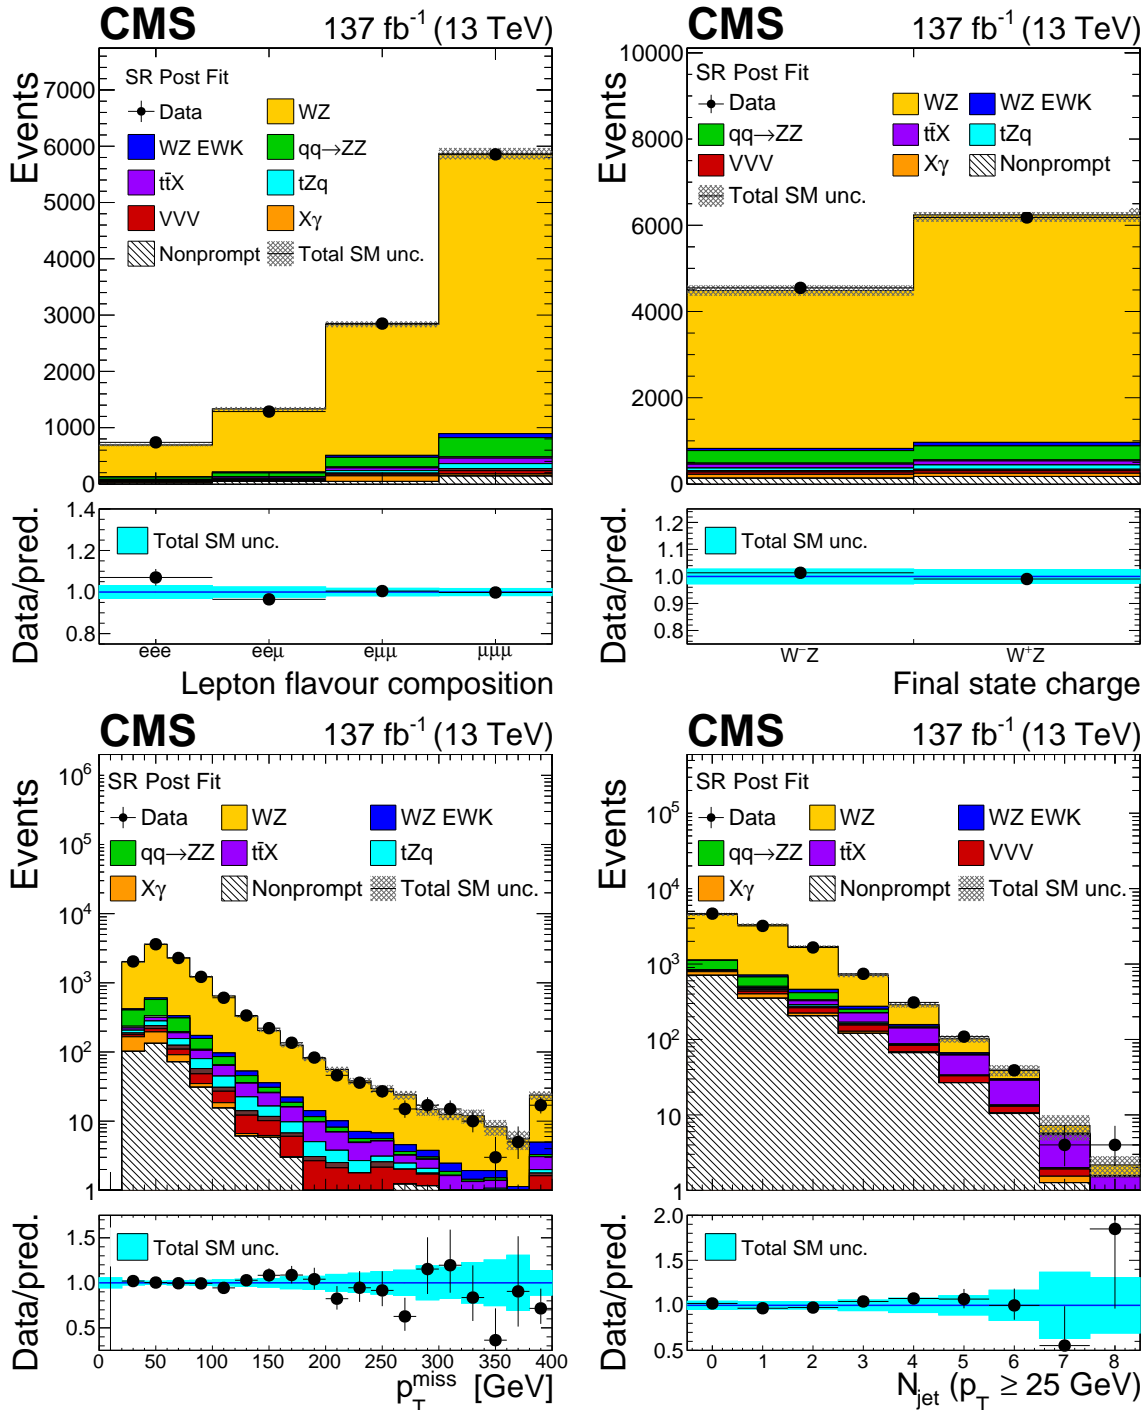 CMS 137 fb⁻¹ (13 TeV)
Events
SR Post Fit
Data WZ
WZ EWK qq→ZZ
tt̄X tZq
VVV Xγ
Nonprompt Total SM unc.
7000
6000
5000
4000
3000
2000
1000
0
Data/pred.
Total SM unc.
1.4
1.2
1.0
0.8
eee eeμ eμμ μμμ
Lepton flavour composition
CMS 137 fb⁻¹ (13 TeV)
Events
SR Post Fit
Data WZ WZ EWK
qq→ZZ tt̄X tZq
VVV Xγ Nonprompt
Total SM unc.
10000
8000
6000
4000
2000
0
Data/pred.
Total SM unc.
1.2
1.1
1.0
0.9
0.8
W⁻Z W⁺Z
Final state charge
CMS 137 fb⁻¹ (13 TeV)
Events
SR Post Fit
Data WZ WZ EWK
qq→ZZ tt̄X tZq
Xγ Nonprompt Total SM unc.
10⁶
10⁵
10⁴
10³
10²
10
1
Data/pred.
Total SM unc.
1.5
1.0
0.5
0 50 100 150 200 250 300 350 400
p_T^miss [GeV]
CMS 137 fb⁻¹ (13 TeV)
Events
SR Post Fit
Data WZ WZ EWK
qq→ZZ tt̄X VVV
Xγ Nonprompt Total SM unc.
10⁵
10⁴
10³
10²
10
1
Data/pred.
Total SM unc.
2.0
1.5
1.0
0.5
0 1 2 3 4 5 6 7 8
N_jet (p_T ≥ 25 GeV)